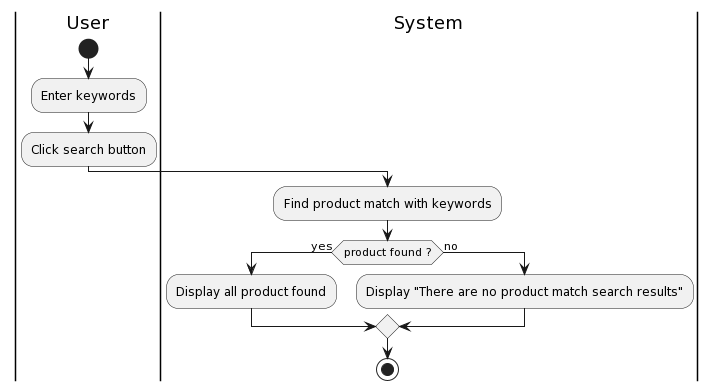 User
System
Enter keywords
Click search button
Find product match with keywords
yes
product found ?
no
Display all product found
Display "There are no product match search results"